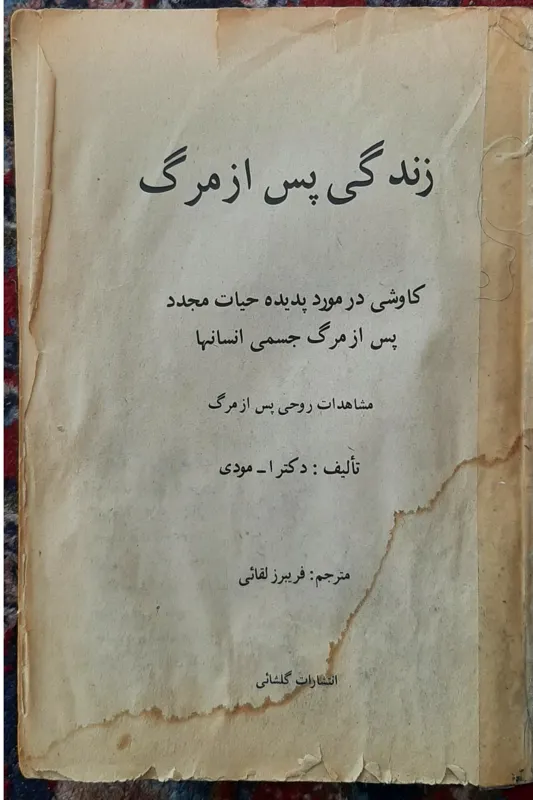 زندگی پس از مرگ
کاوشی در مورد پدیده حیات مجدد
پس از مرگ جسمی انسانها
مشاهدات روحی پس از مرگ
تألیف : دکتر ا ـ مودی
مترجم: فریبرز لقائی
انتشارات گلشائی